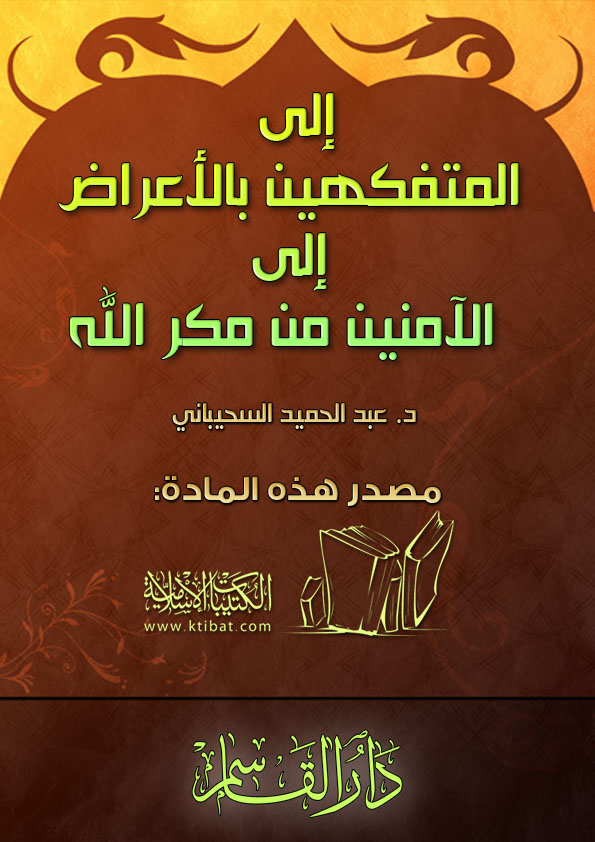 إلى
المتفكهين بالأعراض
إلى
الآمنين من مكر الله
د. عبد الحميد السحيباني
مصدر هذه المادة:
الكتيبات الإسلامية
www.ktibat.com
دار القاسم